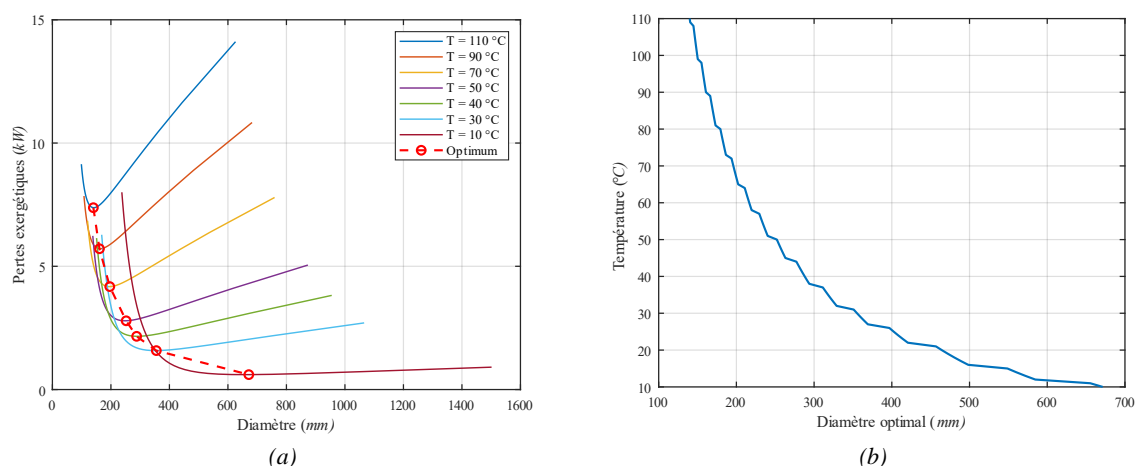 15
10
5
0
Pertes exergétiques (kW)
0 200 400 600 800 1000 1200 1400 1600
Diamètre (mm)
T = 110 °C
T = 90 °C
T = 70 °C
T = 50 °C
T = 40 °C
T = 30 °C
T = 10 °C
Optimum
(a)
110
100
90
80
70
60
50
40
30
20
10
Température (°C)
100 200 300 400 500 600 700
Diamètre optimal (mm)
(b)